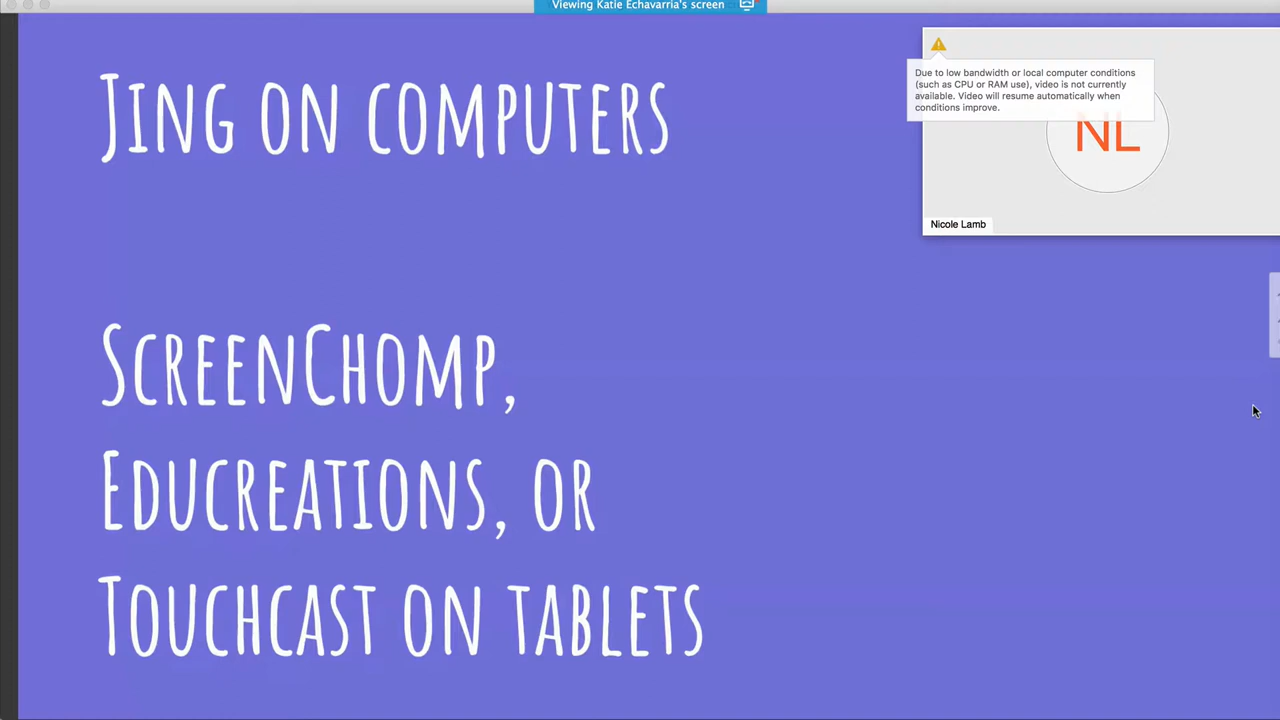 Viewing Katie Echavarria's screen
Jing on computers
Due to low bandwidth or local computer conditions
(such as CPU or RAM use), video is not currently
available. Video will resume automatically when
conditions improve.
NL
Nicole Lamb
ScreenChomp,
Educreations, or
Touchcast on tablets